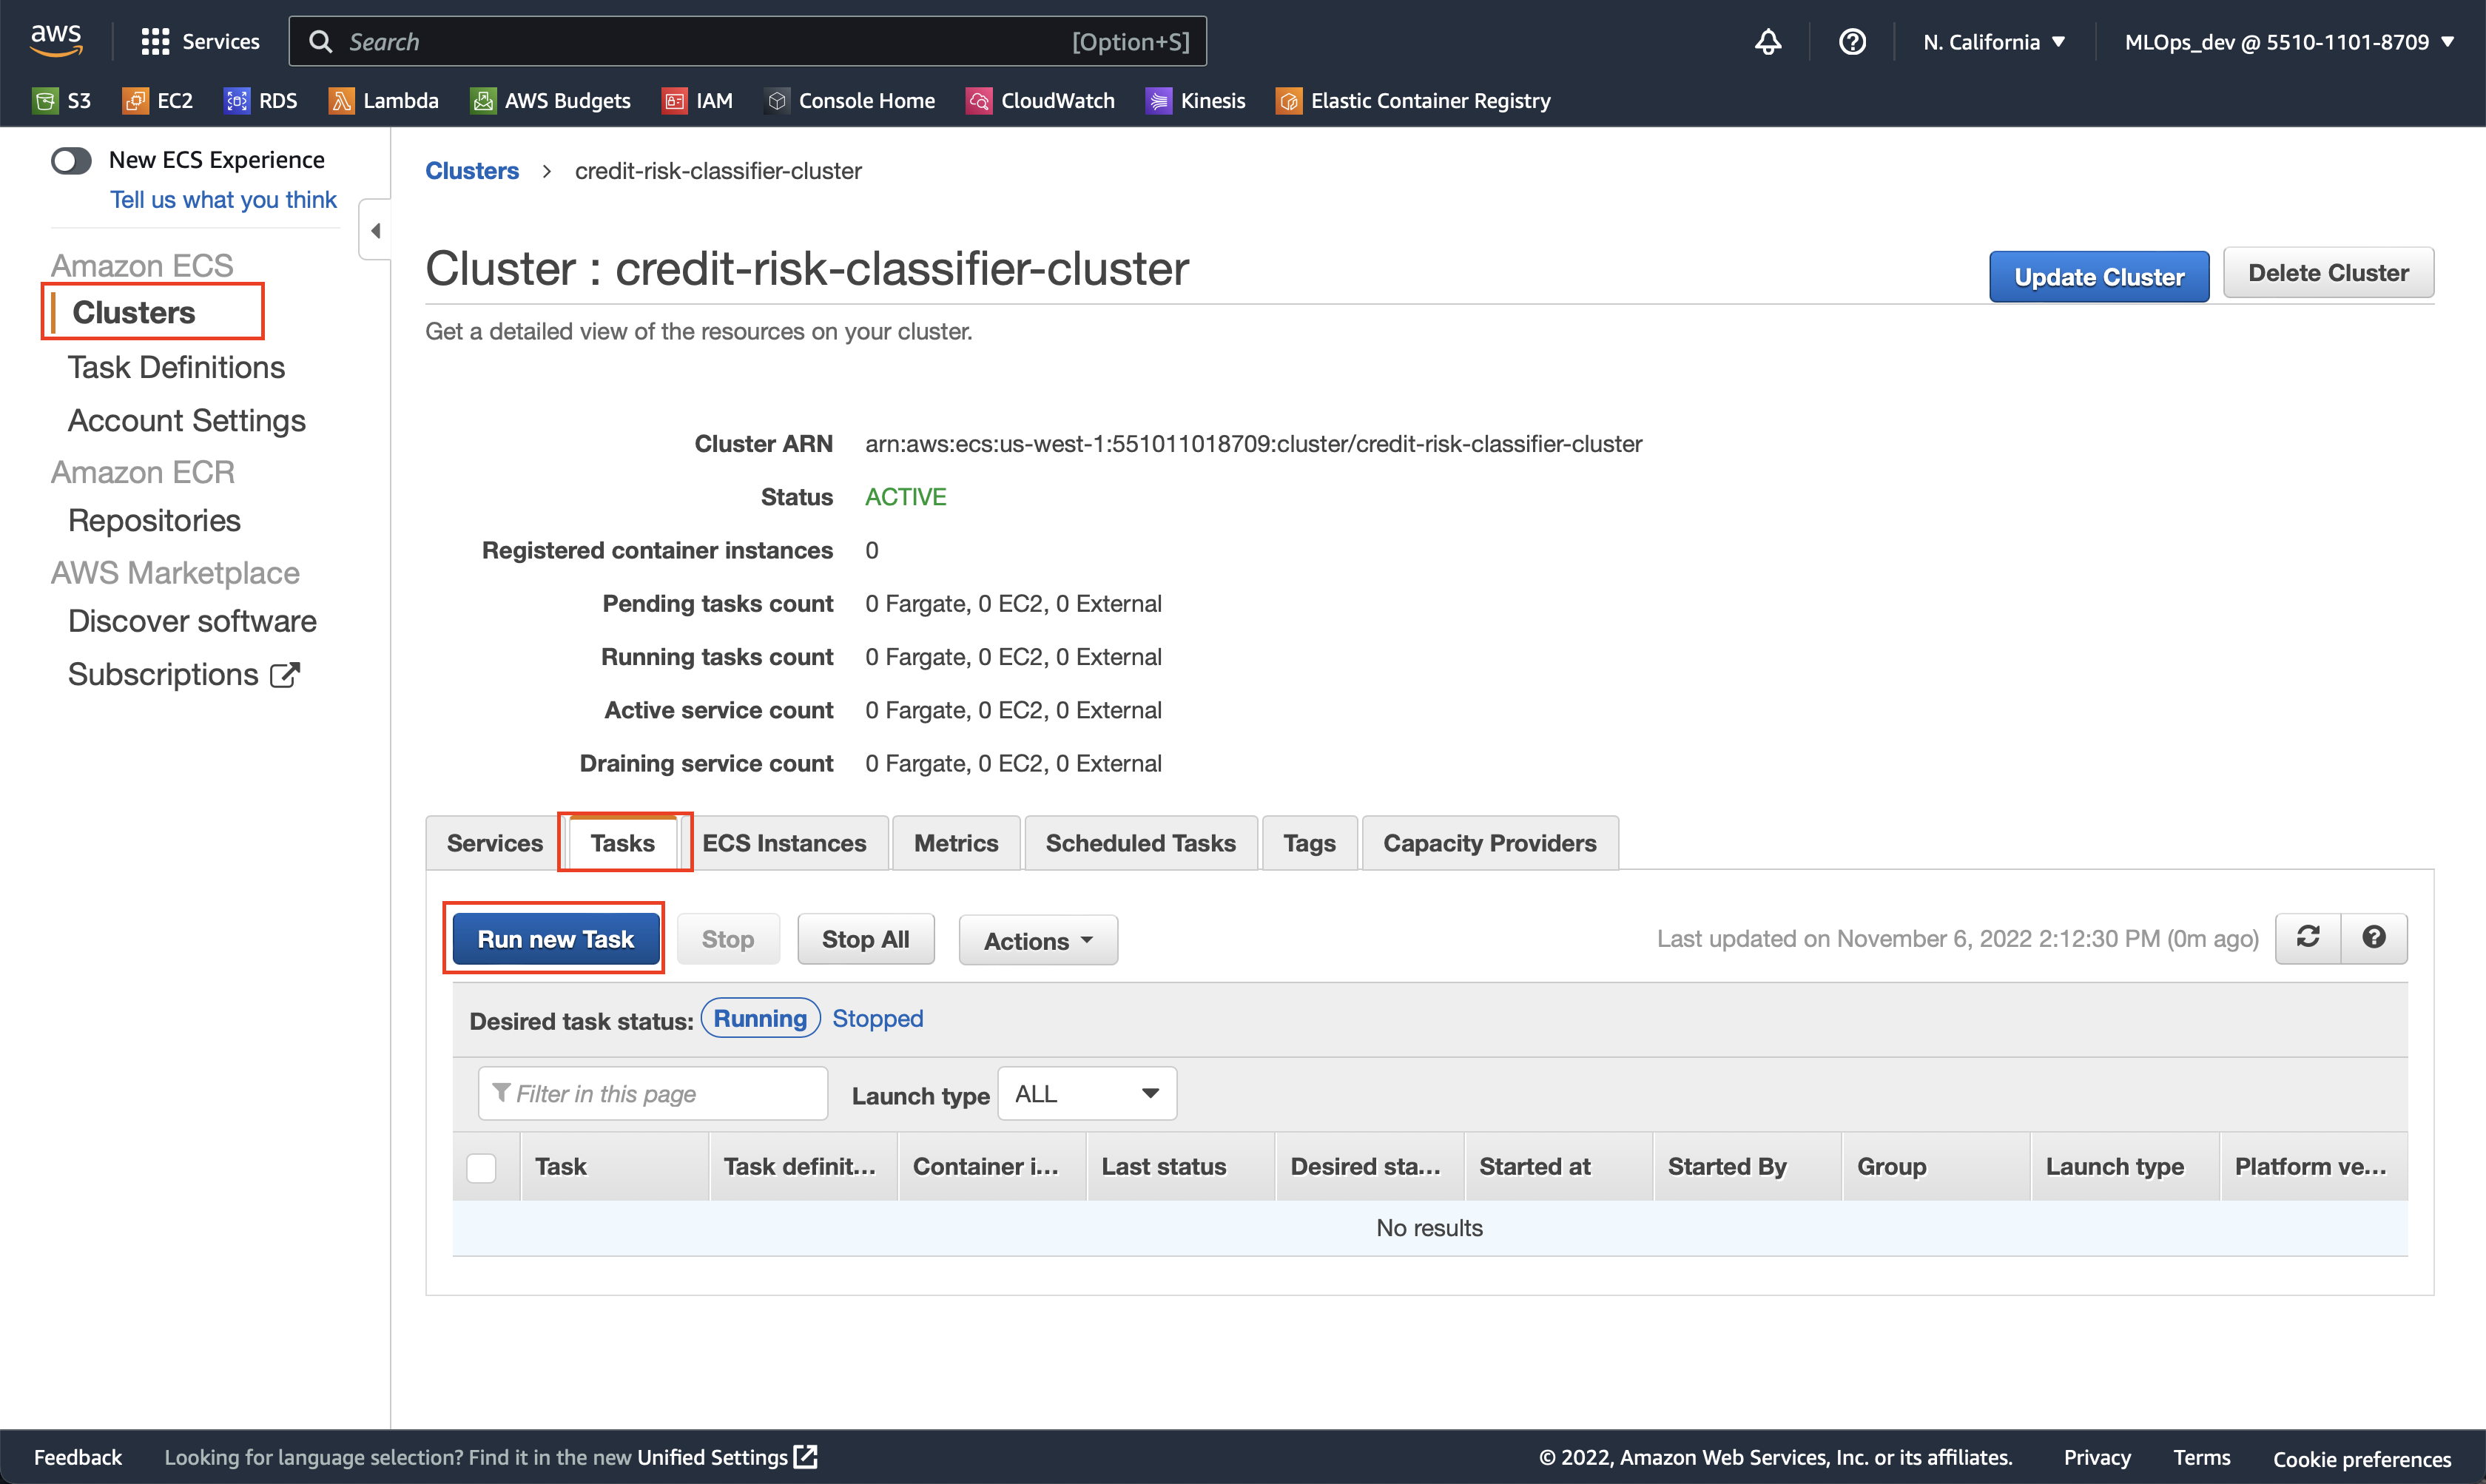 aws Services Search [Option+S] N. California MLOps_dev @ 5510-1101-8709
S3 EC2 RDS Lambda AWS Budgets IAM Console Home CloudWatch Kinesis Elastic Container Registry
New ECS Experience
Tell us what you think
Amazon ECS
Clusters
Task Definitions
Account Settings
Amazon ECR
Repositories
AWS Marketplace
Discover software
Subscriptions
Clusters > credit-risk-classifier-cluster
Cluster : credit-risk-classifier-cluster
Update Cluster Delete Cluster
Get a detailed view of the resources on your cluster.
Cluster ARN arn:aws:ecs:us-west-1:551011018709:cluster/credit-risk-classifier-cluster
Status ACTIVE
Registered container instances 0
Pending tasks count 0 Fargate, 0 EC2, 0 External
Running tasks count 0 Fargate, 0 EC2, 0 External
Active service count 0 Fargate, 0 EC2, 0 External
Draining service count 0 Fargate, 0 EC2, 0 External
Services Tasks ECS Instances Metrics Scheduled Tasks Tags Capacity Providers
Run new Task Stop Stop All Actions Last updated on November 6, 2022 2:12:30 PM (0m ago)
Desired task status: Running Stopped
Filter in this page Launch type ALL
Task Task definit... Container i... Last status Desired sta... Started at Started By Group Launch type Platform ve...
No results
Feedback Looking for language selection? Find it in the new Unified Settings © 2022, Amazon Web Services, Inc. or its affiliates. Privacy Terms Cookie preferences